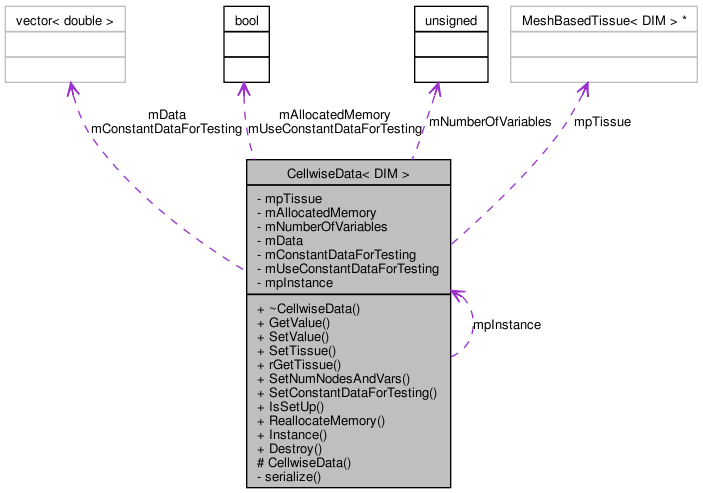 vector< double >
bool
unsigned
MeshBasedTissue< DIM > *
mData
mConstantDataForTesting
mAllocatedMemory
mUseConstantDataForTesting
mNumberOfVariables
mpTissue
CellwiseData< DIM >
- mpTissue
- mAllocatedMemory
- mNumberOfVariables
- mData
- mConstantDataForTesting
- mUseConstantDataForTesting
- mpInstance
+ ~CellwiseData()
+ GetValue()
+ SetValue()
+ SetTissue()
+ rGetTissue()
+ SetNumNodesAndVars()
+ SetConstantDataForTesting()
+ IsSetUp()
+ ReallocateMemory()
+ Instance()
+ Destroy()
# CellwiseData()
- serialize()
mpInstance